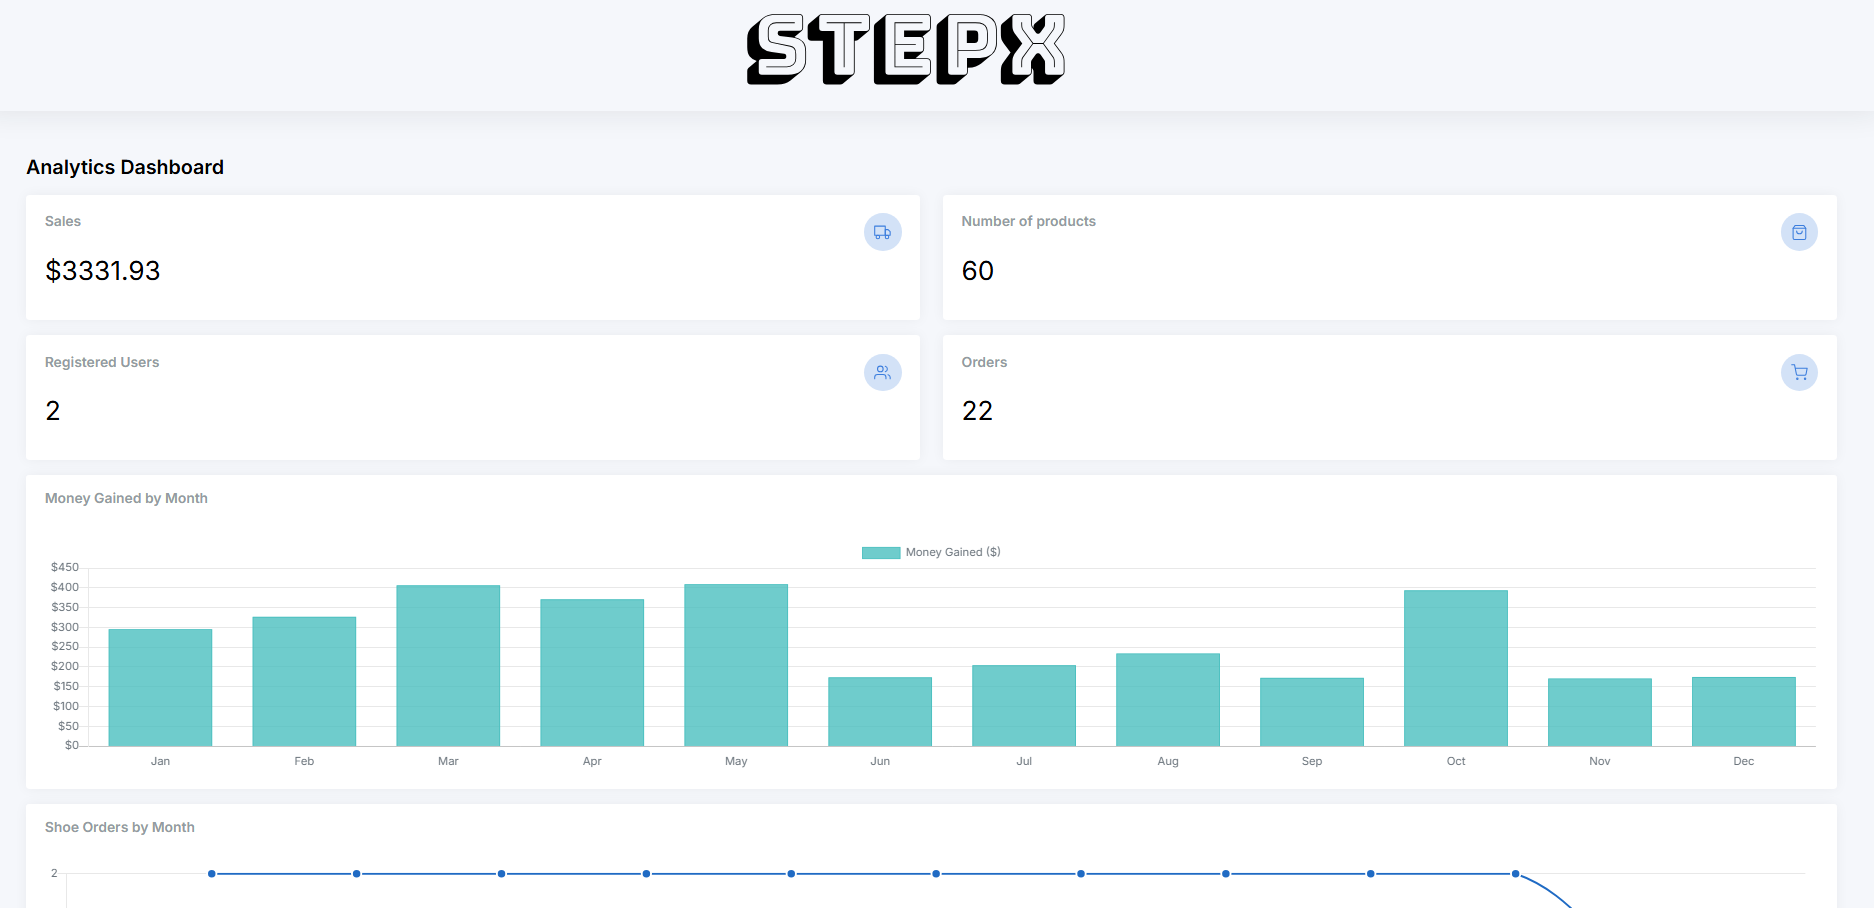 STEPX
Analytics Dashboard
Sales
$3331.93
Number of products
60
Registered Users
2
Orders
22
Money Gained by Month
Money Gained ($)
$450
$400
$350
$300
$250
$200
$150
$100
$50
$0
Jan Feb Mar Apr May Jun Jul Aug Sep Oct Nov Dec
Shoe Orders by Month
2